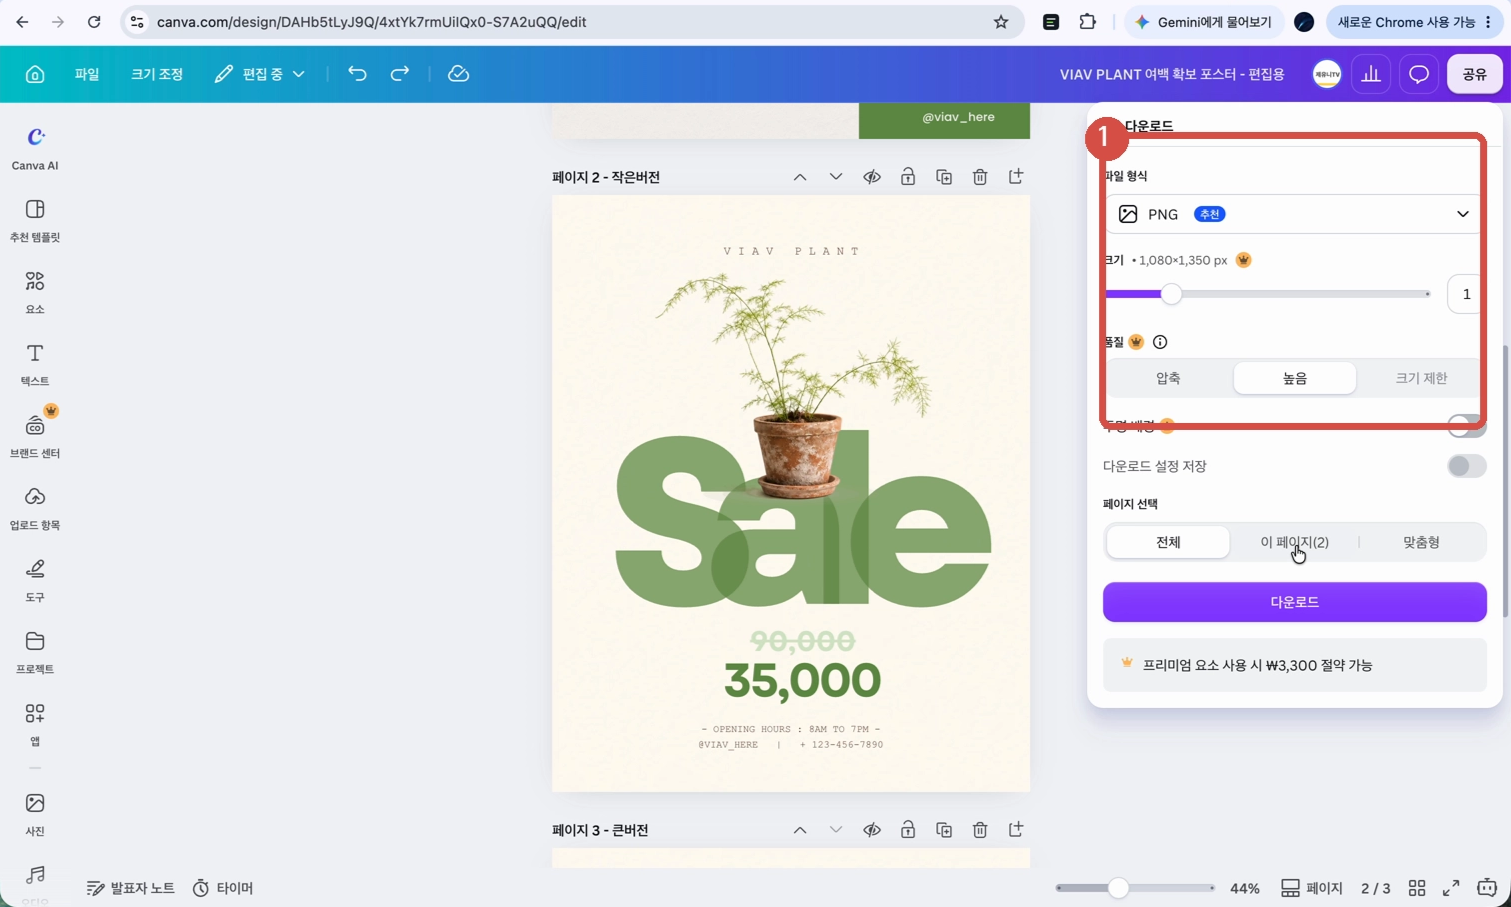 canva.com/design/DAHb5tLyJ9Q/4xtYk7rmUilQx0-S7A2uQQ/edit
Gemini에게 물어보기
새로운 Chrome 사용 가능
파일
크기 조정
편집 중
VIAV PLANT 여백 확보 포스터 - 편집용
제유니TV
공유
Canva AI
추천 템플릿
요소
텍스트
브랜드 센터
업로드 항목
도구
프로젝트
앱
사진
@viav_here
페이지 2 - 작은버전
VIAV PLANT
Sale
90,000
35,000
- OPENING HOURS : 8AM TO 7PM -
@VIAV_HERE | + 123-456-7890
페이지 3 - 큰버전
1
다운로드
파일 형식
PNG 추천
크기 • 1,080×1,350 px
1
품질
압축 높음 크기 제한
투명 배경
다운로드 설정 저장
페이지 선택
전체 이 페이지(2) 맞춤형
다운로드
프리미엄 요소 사용 시 ₩3,300 절약 가능
발표자 노트
타이머
44%
페이지
2 / 3